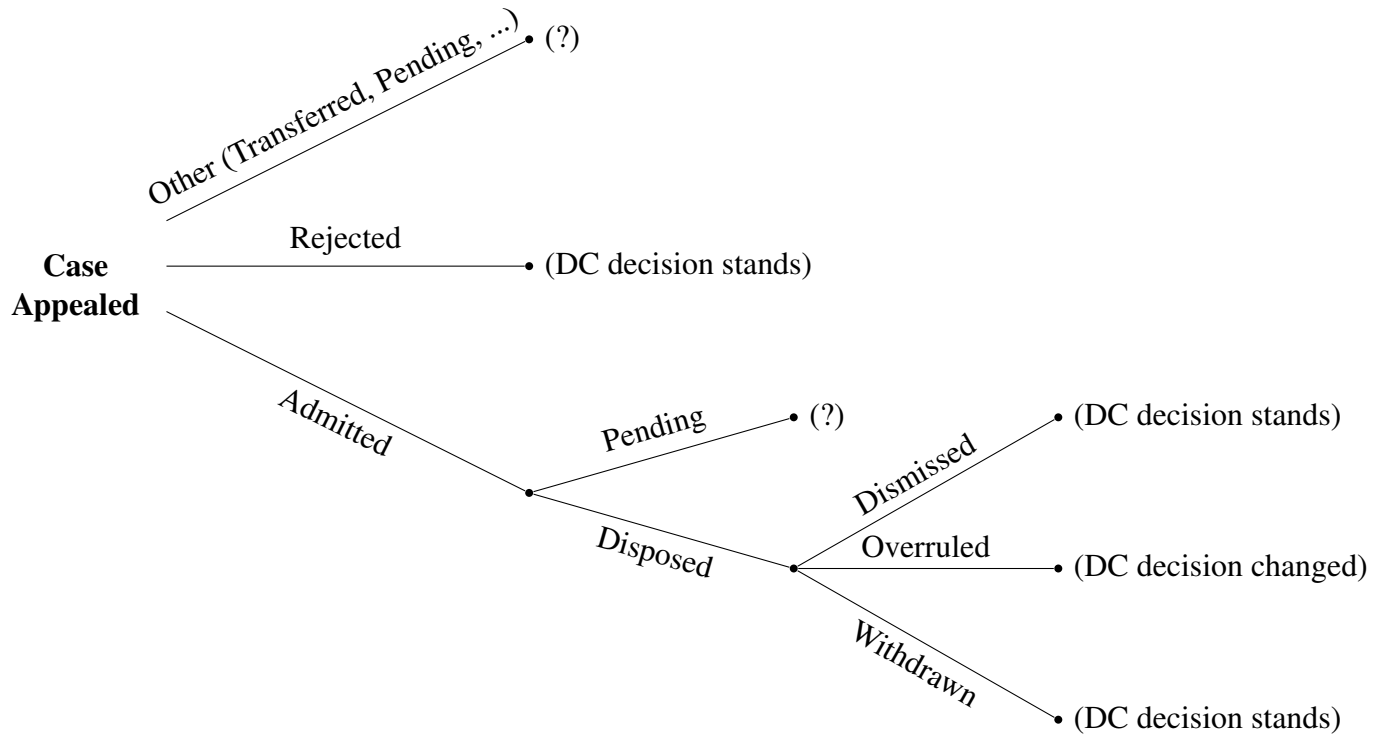 Other (Transferred, Pending, ...)
(?)
Rejected
(DC decision stands)
Case
Appealed
Admitted
Pending
(?)
Disposed
Dismissed
(DC decision stands)
Overruled
(DC decision changed)
Withdrawn
(DC decision stands)